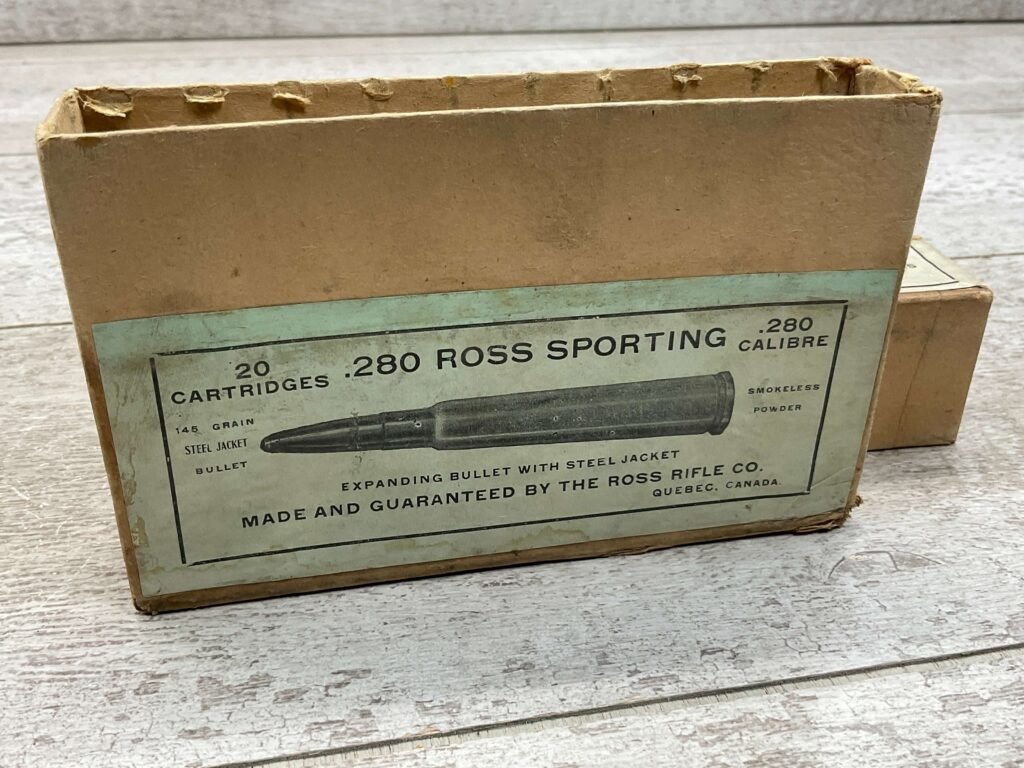 20
CARTRIDGES
.280 ROSS SPORTING
.280
CALIBRE
145 GRAIN
STEEL JACKET
BULLET
SMOKELESS
POWDER
EXPANDING BULLET WITH STEEL JACKET
MADE AND GUARANTEED BY THE ROSS RIFLE CO.
QUEBEC, CANADA.